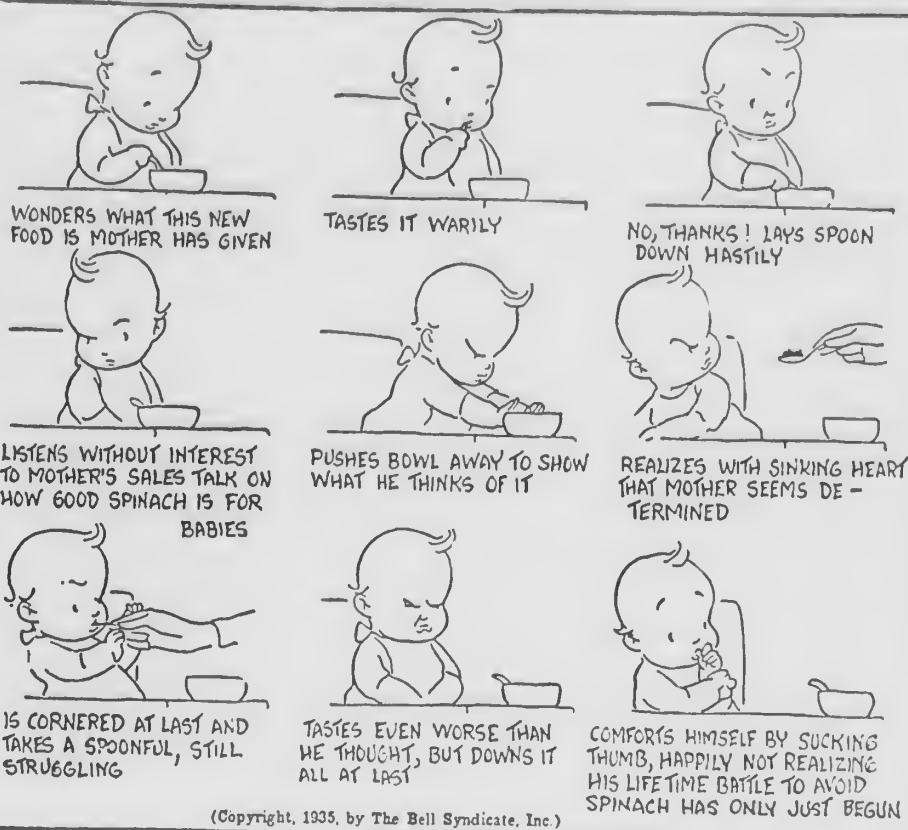 WONDERS WHAT THIS NEW
FOOD IS MOTHER HAS GIVEN
TASTES IT WARILY
NO, THANKS! LAYS SPOON
DOWN HASTILY
LISTENS WITHOUT INTEREST
TO MOTHER'S SALES TALK ON
HOW GOOD SPINACH IS FOR
BABIES
PUSHES BOWL AWAY TO SHOW
WHAT HE THINKS OF IT
REALIZES WITH SINKING HEART
THAT MOTHER SEEMS DE-
TERMINED
IS CORNERED AT LAST AND
TAKES A SPOONFUL, STILL
STRUGGLING
TASTES EVEN WORSE THAN
HE THOUGHT, BUT DOWNS IT
ALL AT LAST
COMFORTS HIMSELF BY SUCKING
THUMB, HAPPILY NOT REALIZING
HIS LIFETIME BATTLE TO AVOID
SPINACH HAS ONLY JUST BEGUN
(Copyright, 1935, by The Bell Syndicate, Inc.)